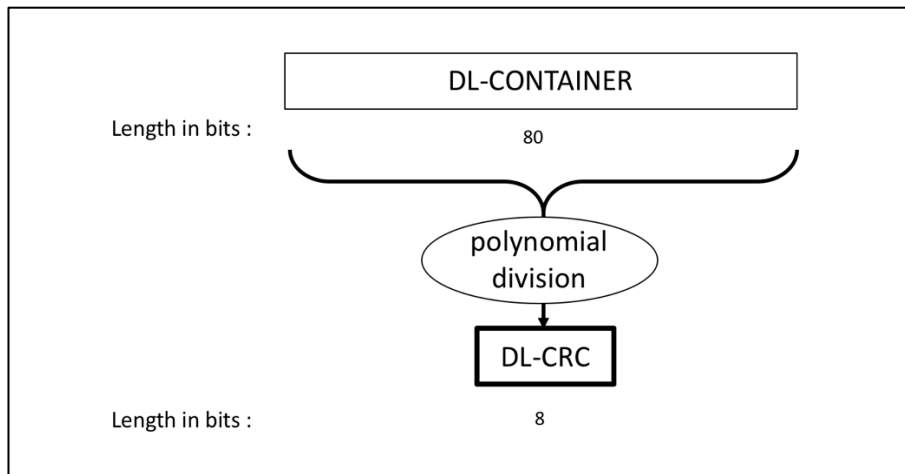 DL-CONTAINER
Length in bits :
80
polynomial
division
DL-CRC
Length in bits :
8